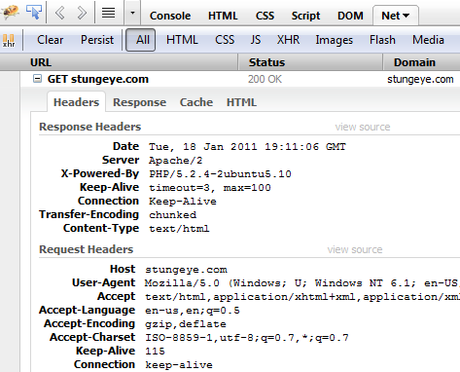 Console HTML CSS Script DOM Net
xhr Clear Persist All HTML CSS JS XHR Images Flash Media
URL Status Domain
GET stungeye.com 200 OK stungeye.com
Headers Response Cache HTML
Response Headers view source
Date Tue, 18 Jan 2011 19:11:06 GMT
Server Apache/2
X-Powered-By PHP/5.2.4-2ubuntu5.10
Keep-Alive timeout=3, max=100
Connection Keep-Alive
Transfer-Encoding chunked
Content-Type text/html
Request Headers view source
Host stungeye.com
User-Agent Mozilla/5.0 (Windows; U; Windows NT 6.1; en-US
Accept text/html,application/xhtml+xml,application/xml
Accept-Language en-us,en;q=0.5
Accept-Encoding gzip,deflate
Accept-Charset ISO-8859-1,utf-8;q=0.7,*;q=0.7
Keep-Alive 115
Connection keep-alive